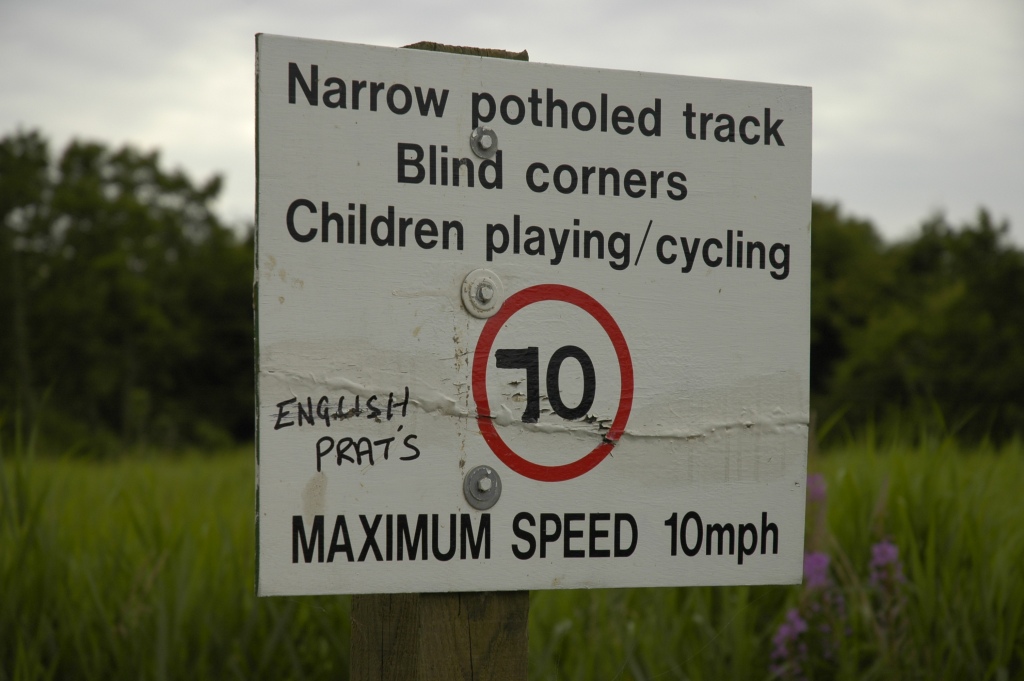 Narrow potholed track
Blind corners
Children playing/cycling
10
ENGLISH
PRAT'S
MAXIMUM SPEED 10mph